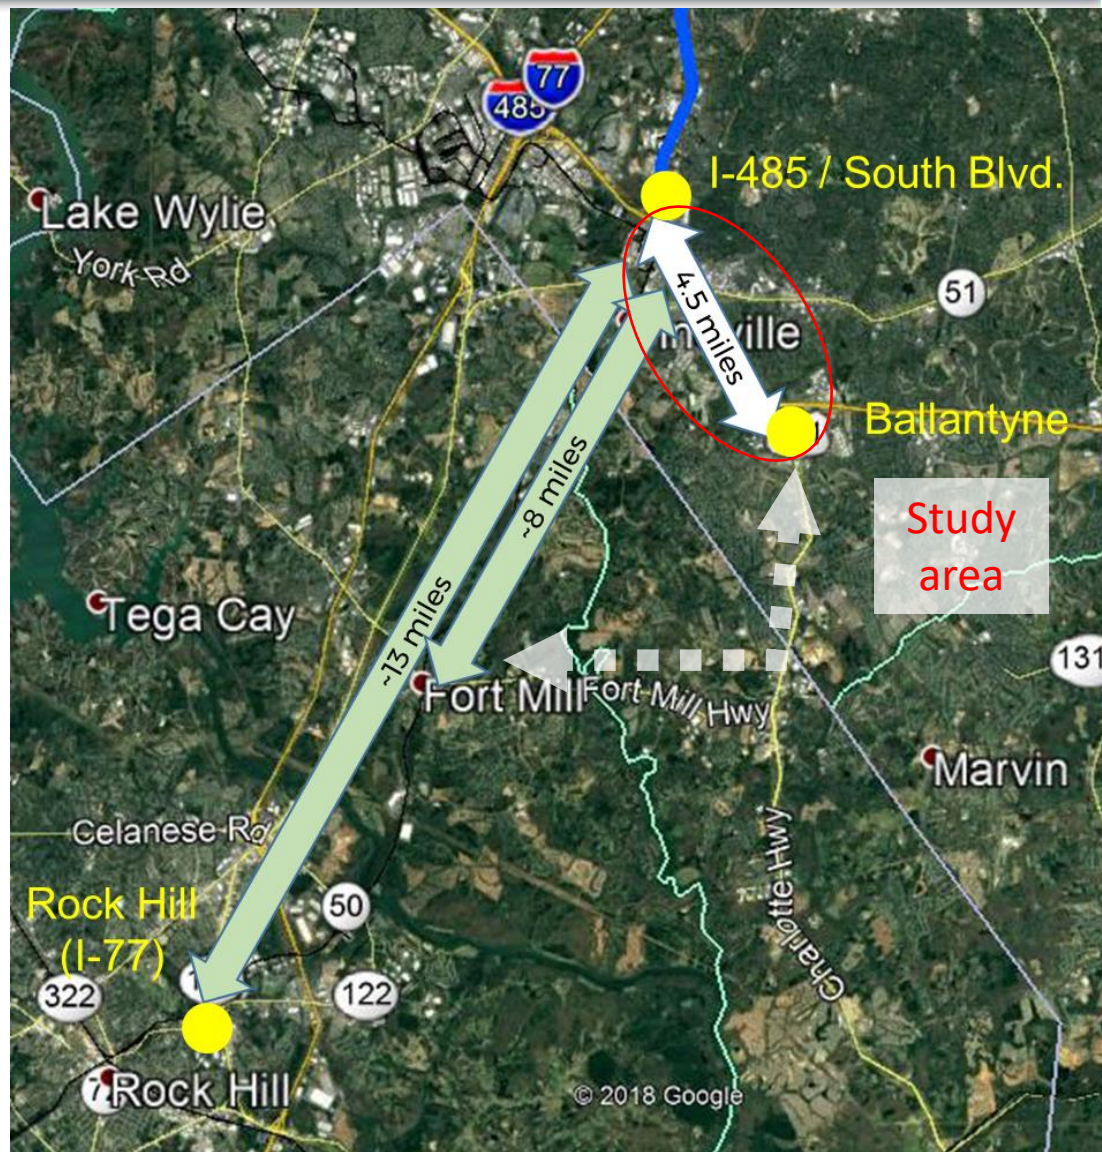 77
485
I-485 / South Blvd.
Lake Wylie
York Rd
51
4.5 miles
ville
Ballantyne
~8 miles
Study
area
~13 miles
Tega Cay
131
Fort Mill
Fort Mill Hwy
Marvin
Celanese Rd
Charlotte Hwy
Rock Hill
(I-77)
50
322
122
Rock Hill
© 2018 Google